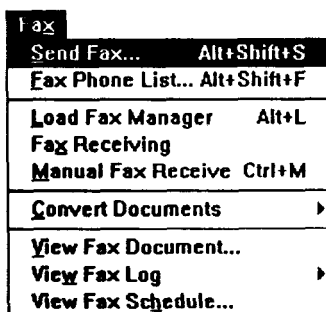 Fax
Send Fax... Alt+Shift+S
Fax Phone List... Alt+Shift+F
Load Fax Manager Alt+L
Fax Receiving
Manual Fax Receive Ctrl+M
Convert Documents
View Fax Document...
View Fax Log
View Fax Schedule...